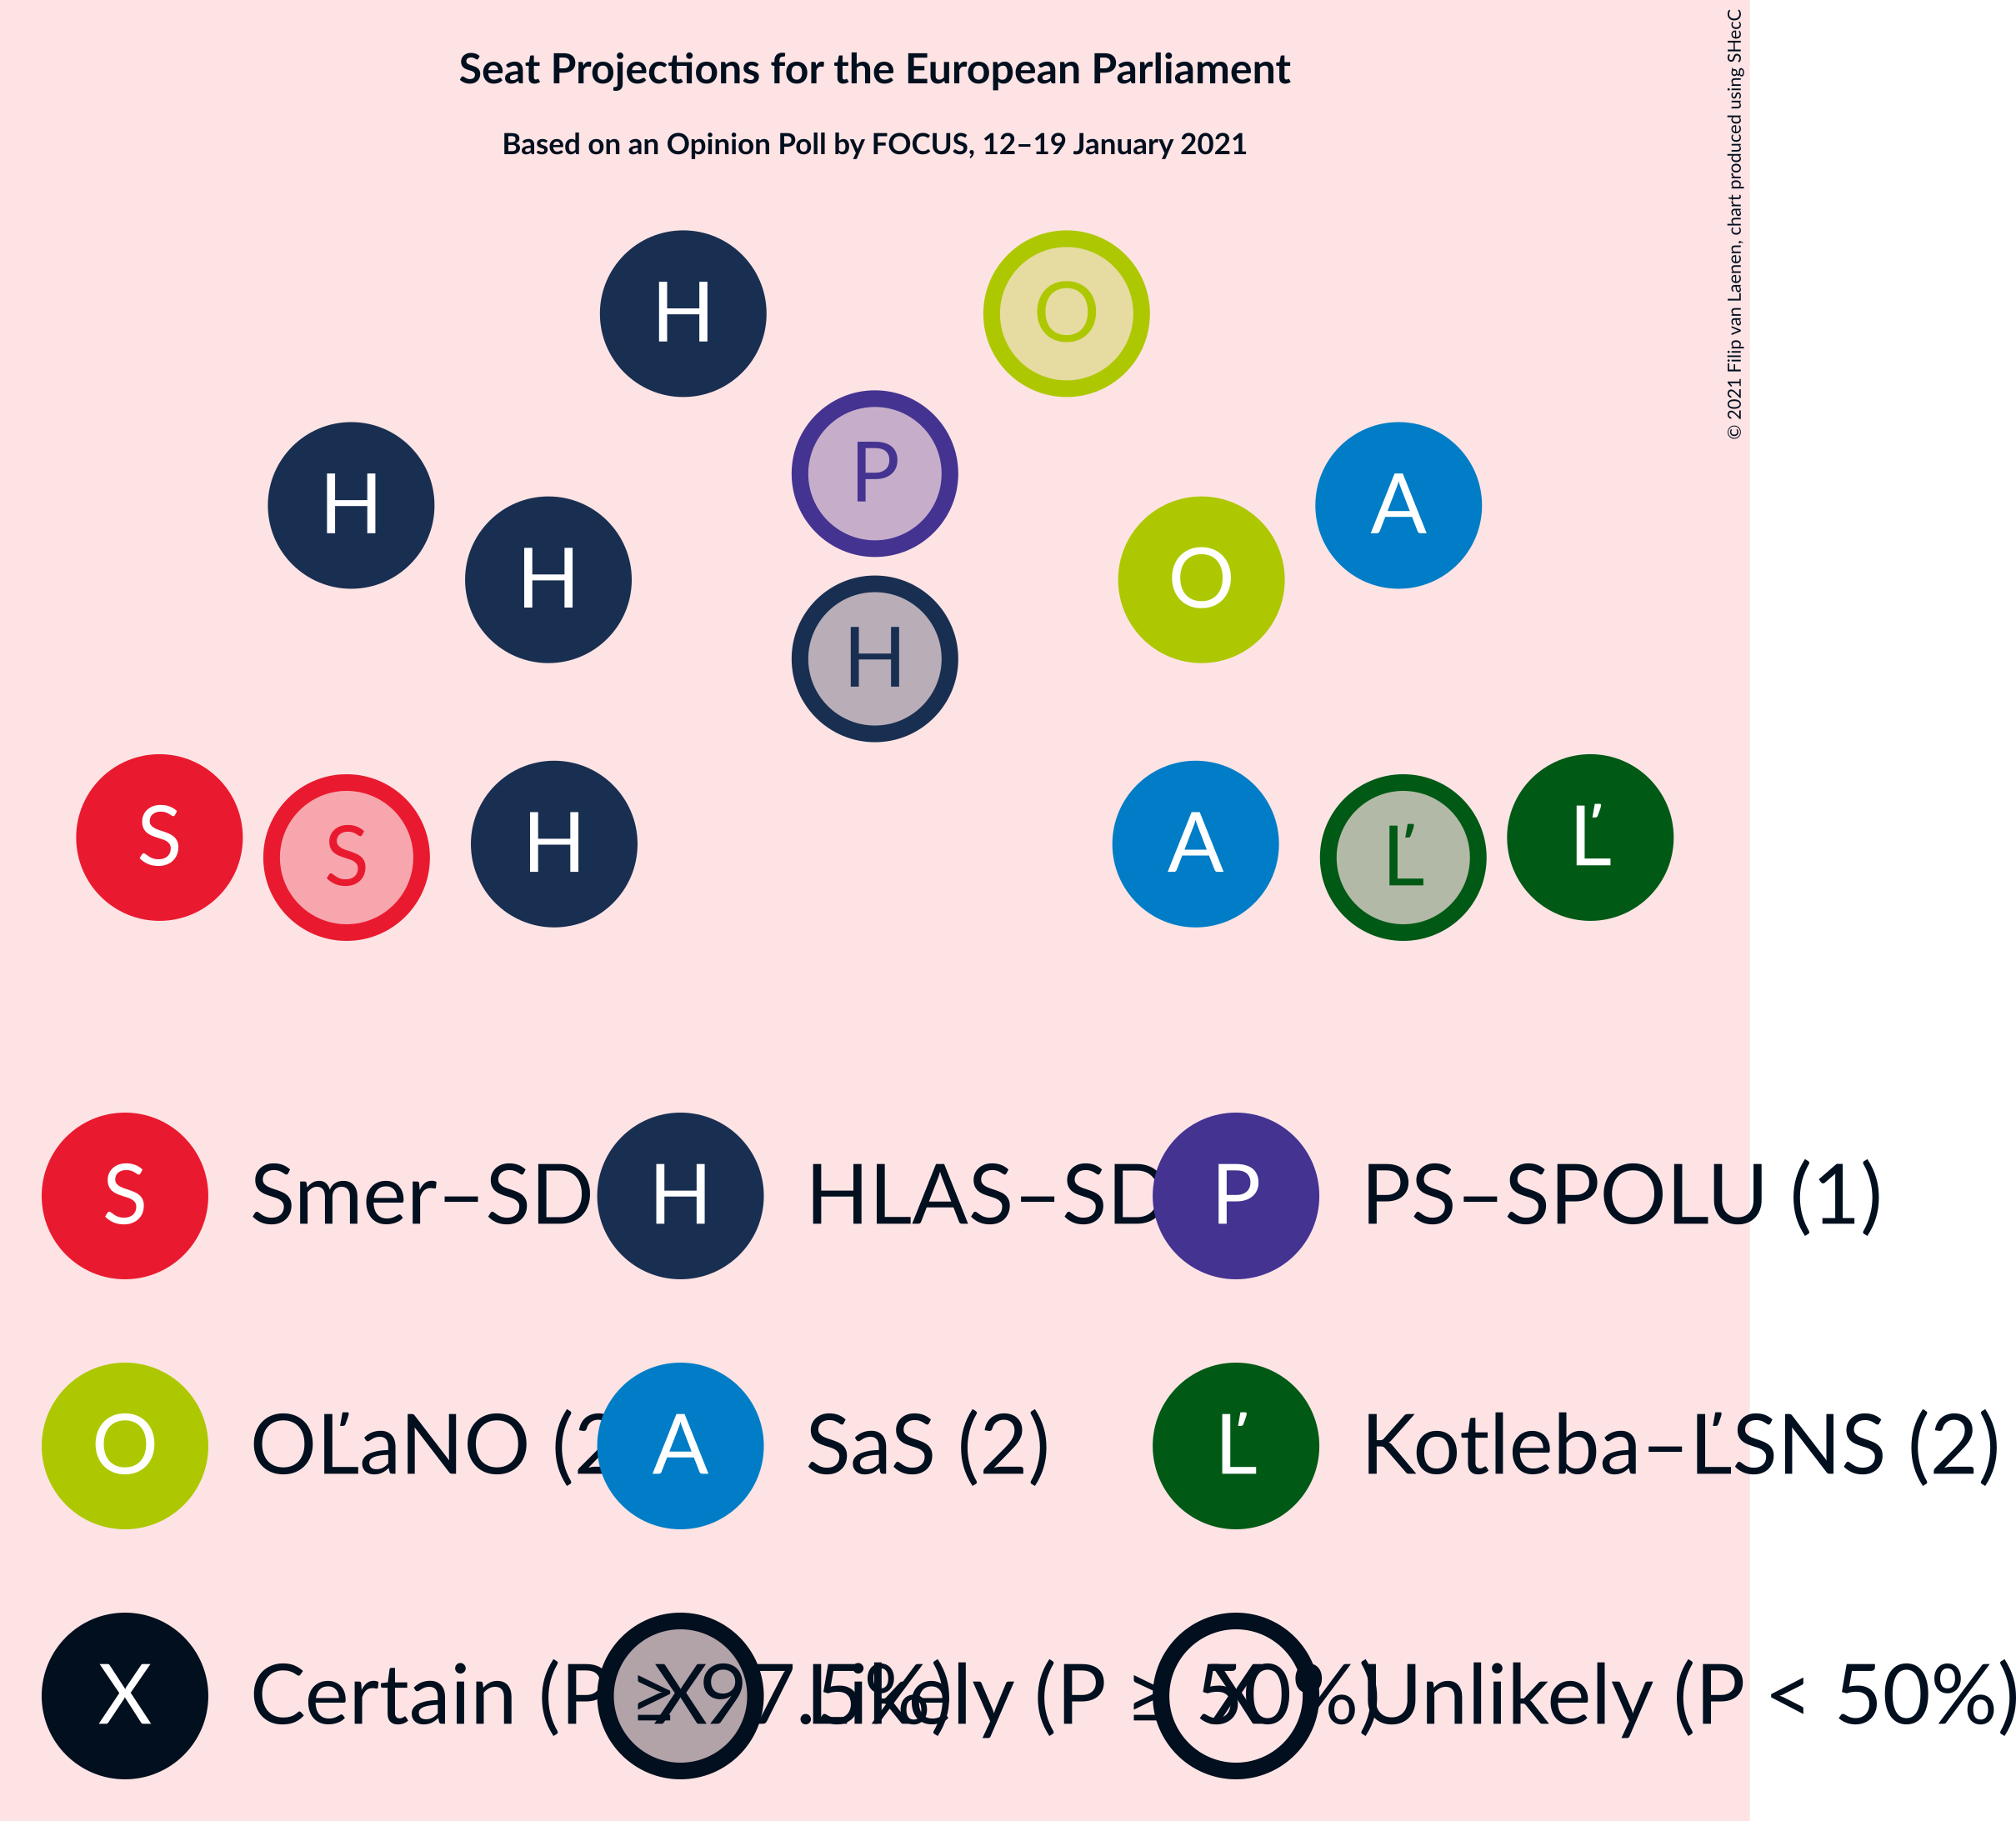 Seat Projections for the European Parliament
Based on an Opinion Poll by FOCUS, 12–19 January 2021
© 2021 Filip van Laenen, chart produced using SHecC
H O
P
H A
H O
H
S S H A Ľ Ľ
S Smer–SD H HLAS–SD P PS–SPOLU (1)
O OĽaNO (2 A SaS (2) Ľ Kotleba–ĽSNS (2)
X Certain (P ≥ 97.5%) X Likely (P ≥ 50%) X Unlikely (P < 50%)